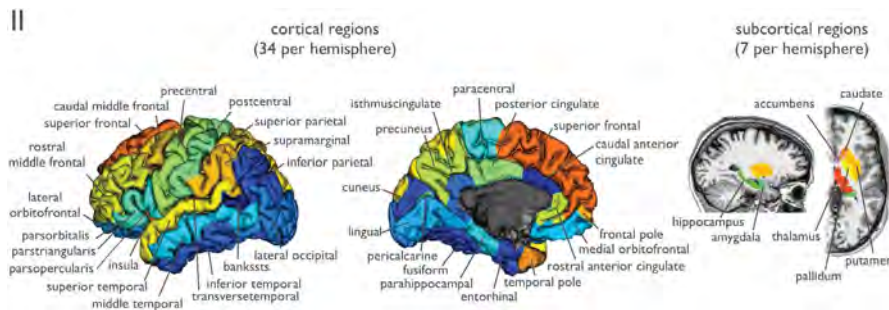 II
cortical regions
(34 per hemisphere)
subcortical regions
(7 per hemisphere)
precentral
caudal middle frontal
postcentral
superior frontal
superior parietal
rostral
middle frontal
supramarginal
inferior parietal
lateral
orbitofrontal
parsorbitalis
parstriangularis
parsopercularis
insula
superior temporal
middle temporal
bankssts
inferior temporal
transversetemporal
lateral occipital
paracentral
isthmuscingulate
posterior cingulate
precuneus
superior frontal
caudal anterior
cingulate
cuneus
lingual
pericalcarine
fusiform
parahippocampal
entorhinal
temporal pole
rostral anterior cingulate
medial orbitofrontal
frontal pole
accumbens
caudate
hippocampus
amygdala
thalamus
pallidum
putamen